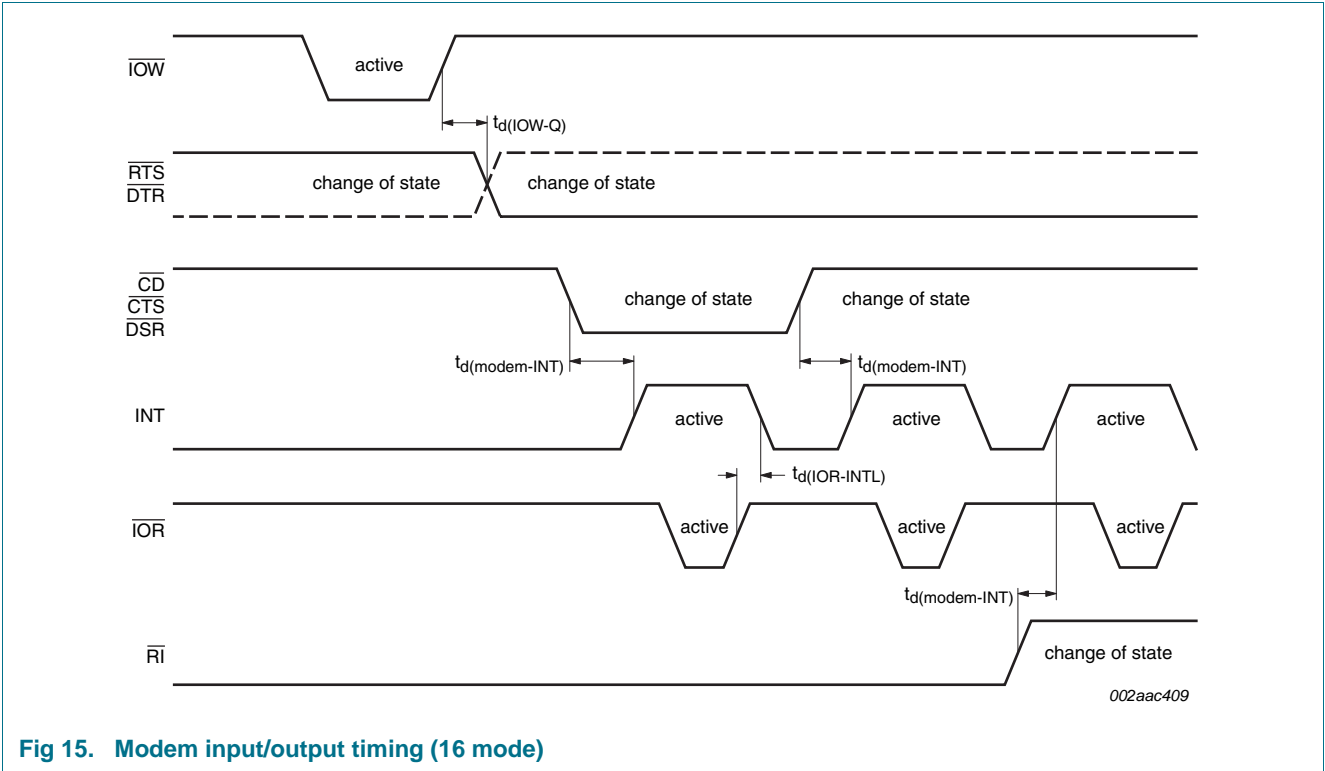 IOW
active
td(IOW-Q)
RTS
DTR
change of state
change of state
CD
CTS
DSR
change of state
change of state
td(modem-INT)
td(modem-INT)
INT
active
active
active
td(IOR-INTL)
IOR
active
active
active
td(modem-INT)
RI
change of state
002aac409
Fig 15. Modem input/output timing (16 mode)